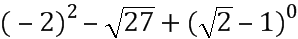 (−2)² − √27 + (√2 − 1)⁰